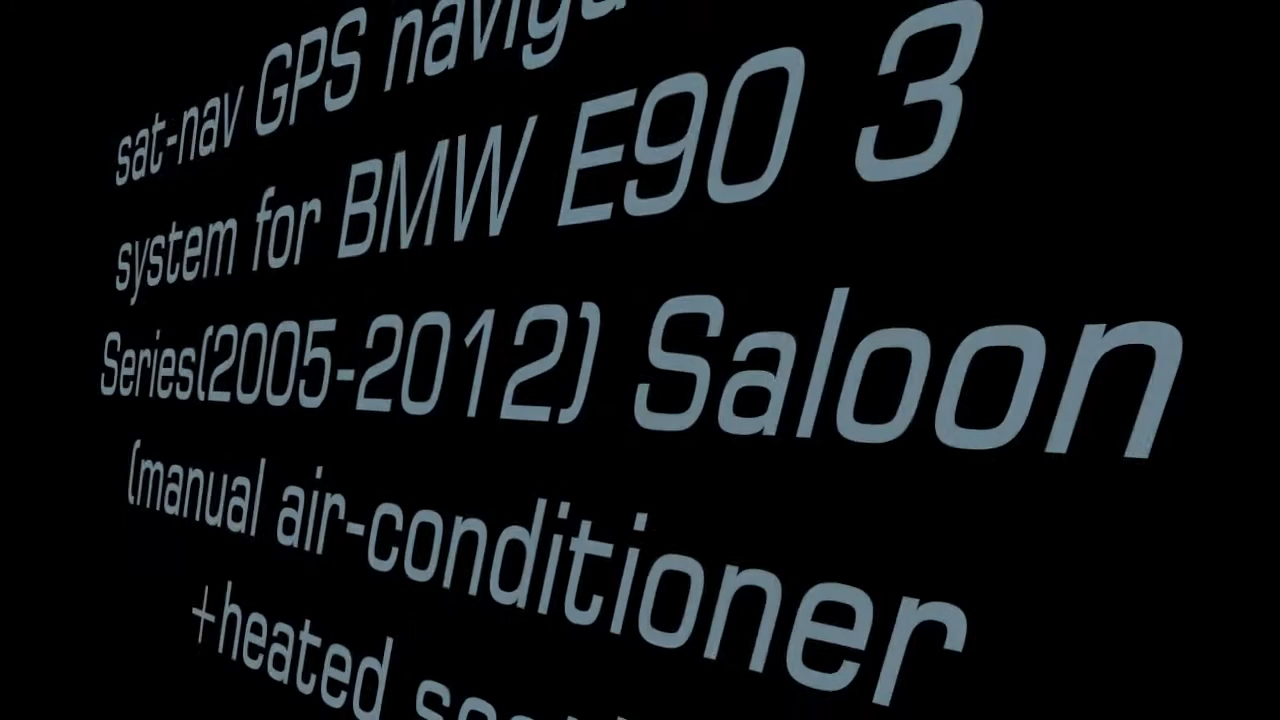 sat-nav GPS
system for BMW E90 3
Series(2005-2012) Saloon
(manual air-conditioner
+heated